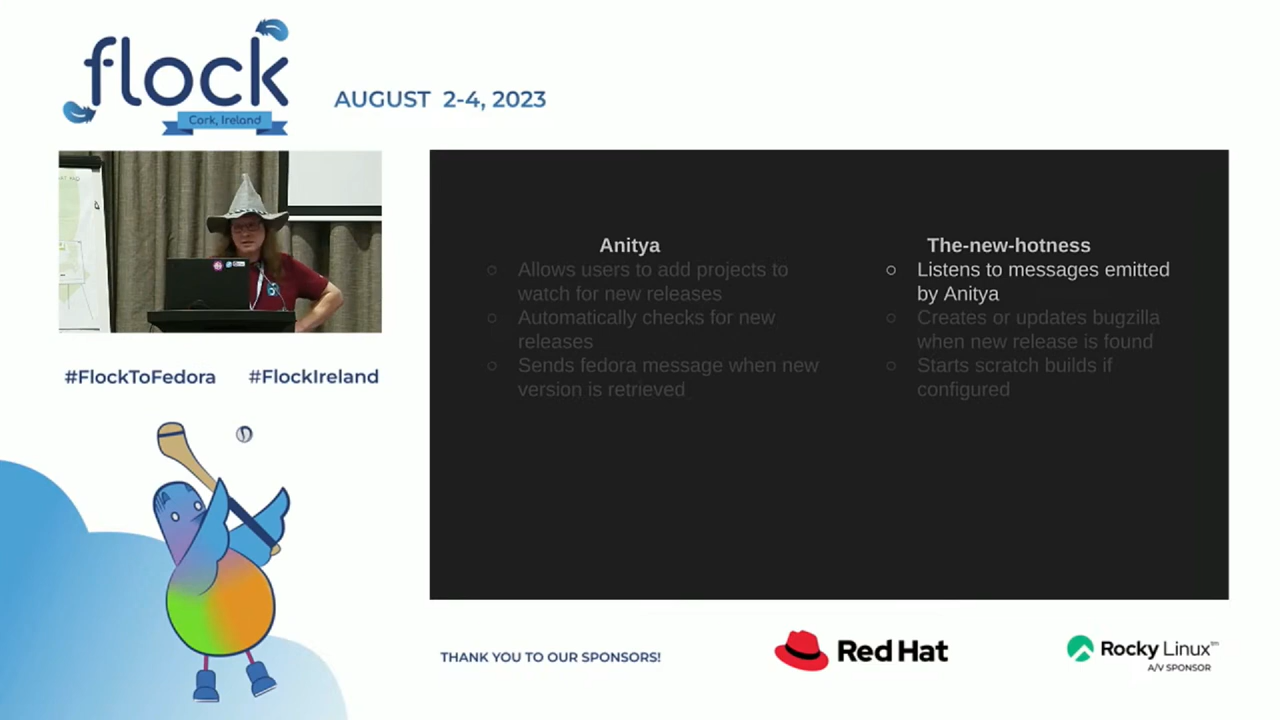 flock
Cork, Ireland
AUGUST 2-4, 2023
#FlockToFedora #FlockIreland
Anitya
○ Allows users to add projects to
watch for new releases
○ Automatically checks for new
releases
○ Sends fedora message when new
version is retrieved
The-new-hotness
○ Listens to messages emitted
by Anitya
○ Creates or updates bugzilla
when new release is found
○ Starts scratch builds if
configured
THANK YOU TO OUR SPONSORS!
Red Hat
Rocky Linux™
A/V SPONSOR